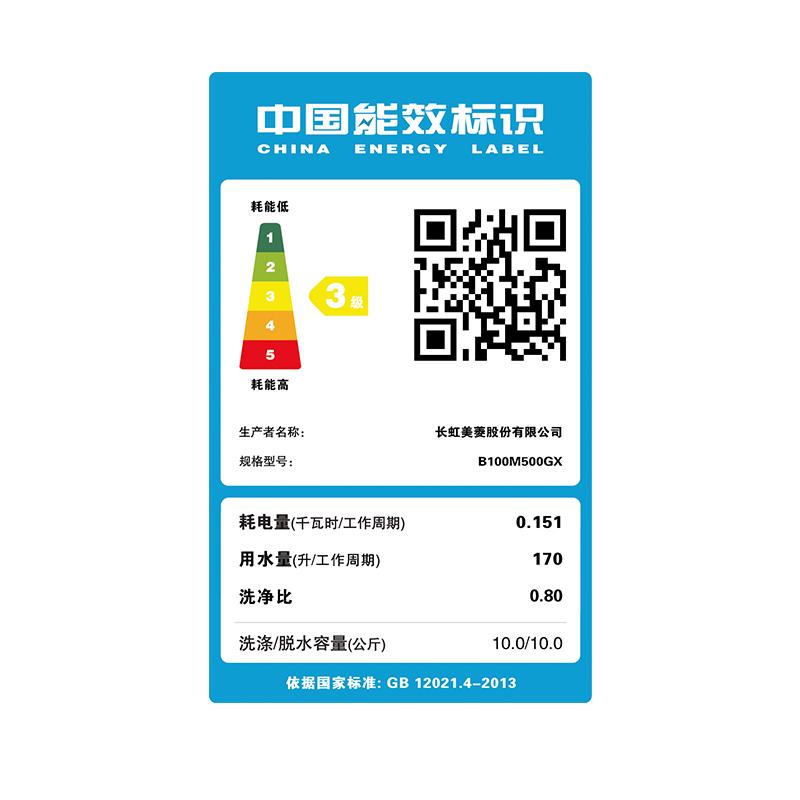 中国能效标识
CHINA ENERGY LABEL
耗能低
1
2
3
3级
4
5
耗能高
生产者名称: 长虹美菱股份有限公司
规格型号: B100M500GX
耗电量(千瓦时/工作周期) 0.151
用水量(升/工作周期) 170
洗净比 0.80
洗涤/脱水容量(公斤) 10.0/10.0
依据国家标准: GB 12021.4-2013